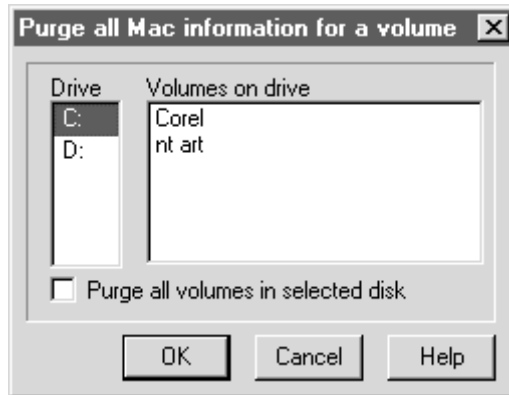 Purge all Mac information for a volume
Drive Volumes on drive
C: Corel
D: nt art
Purge all volumes in selected disk
OK Cancel Help